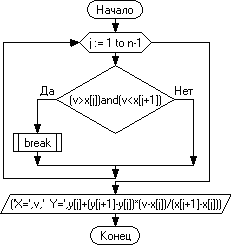 Начало
j := 1 to n-1
Да
Нет
(v>x[j])and(v<x[j+1])
break
('X=',v,' Y=',y[j]+(y[j+1]-y[j])*(v-x[j])/(x[j+1]-x[j]))
Конец